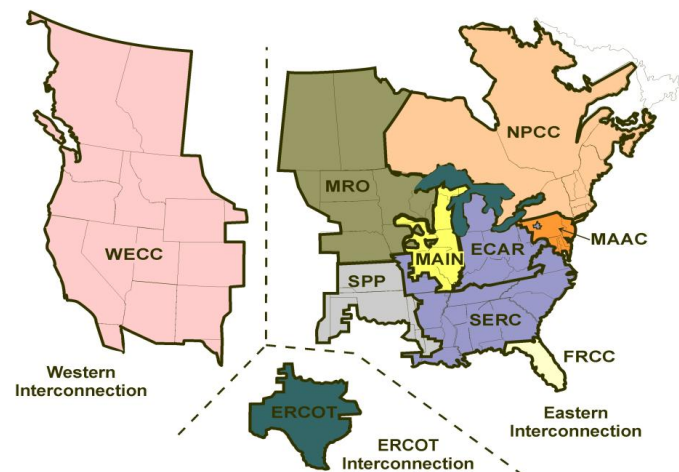 NPCC
MRO
MAAC
WECC
MAIN
ECAR
SPP
SERC
FRCC
Western
Interconnection
ERCOT
ERCOT
Interconnection
Eastern
Interconnection